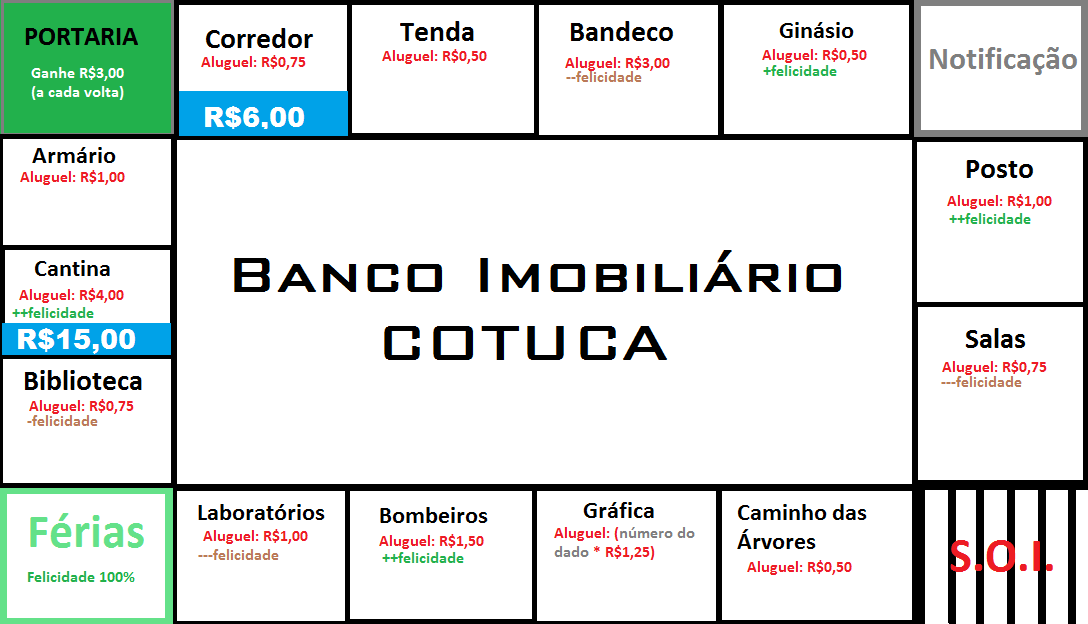 PORTARIA
Ganhe R$3,00
(a cada volta)
Corredor
Aluguel: R$0,75
R$6,00
Tenda
Aluguel: R$0,50
Bandeco
Aluguel: R$3,00
--felicidade
Ginásio
Aluguel: R$0,50
+felicidade
Notificação
Armário
Aluguel: R$1,00
Cantina
Aluguel: R$4,00
++felicidade
R$15,00
Biblioteca
Aluguel: R$0,75
-felicidade
Banco Imobiliário
COTUCA
Posto
Aluguel: R$1,00
++felicidade
Salas
Aluguel: R$0,75
---felicidade
Férias
Felicidade 100%
Laboratórios
Aluguel: R$1,00
---felicidade
Bombeiros
Aluguel: R$1,50
++felicidade
Gráfica
Aluguel: (número do
dado * R$1,25)
Caminho das
Árvores
Aluguel: R$0,50
S.O.I.